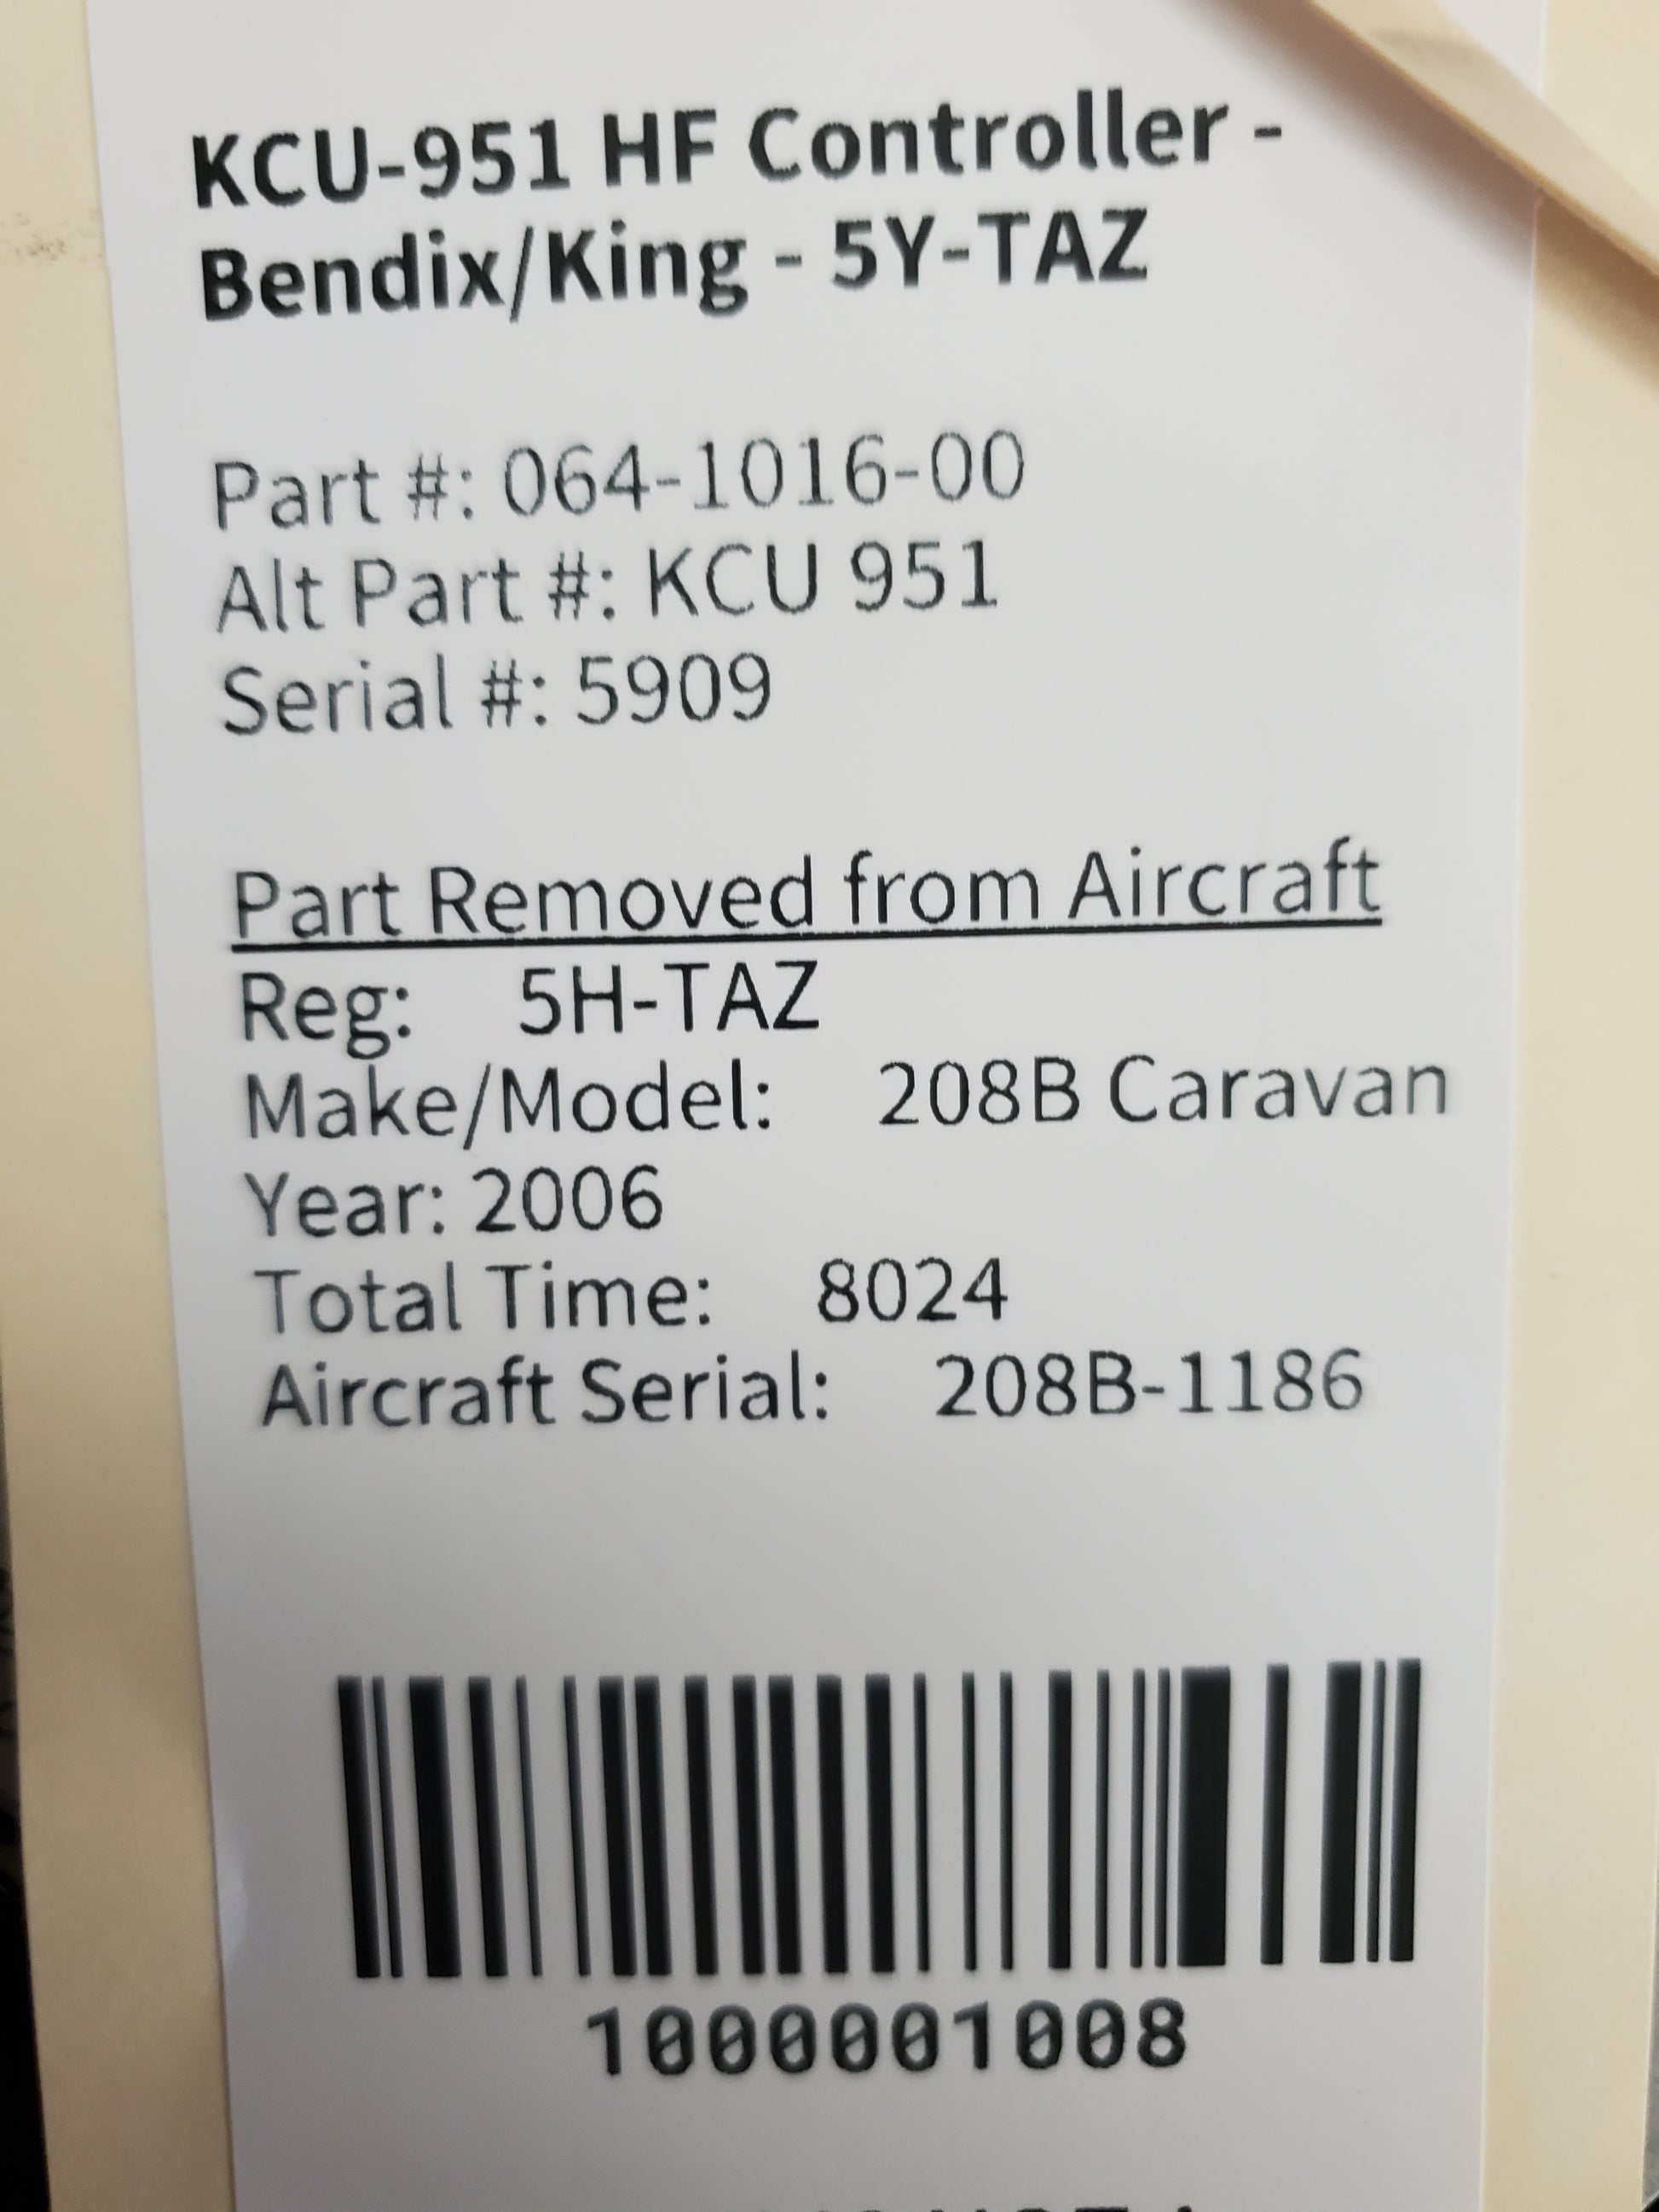 KCU-951 HF Controller -
Bendix/King - 5Y-TAZ
Part #: 064-1016-00
Alt Part #: KCU 951
Serial #: 5909
Part Removed from Aircraft
Reg: 5H-TAZ
Make/Model: 208B Caravan
Year: 2006
Total Time: 8024
Aircraft Serial: 208B-1186
1000001008